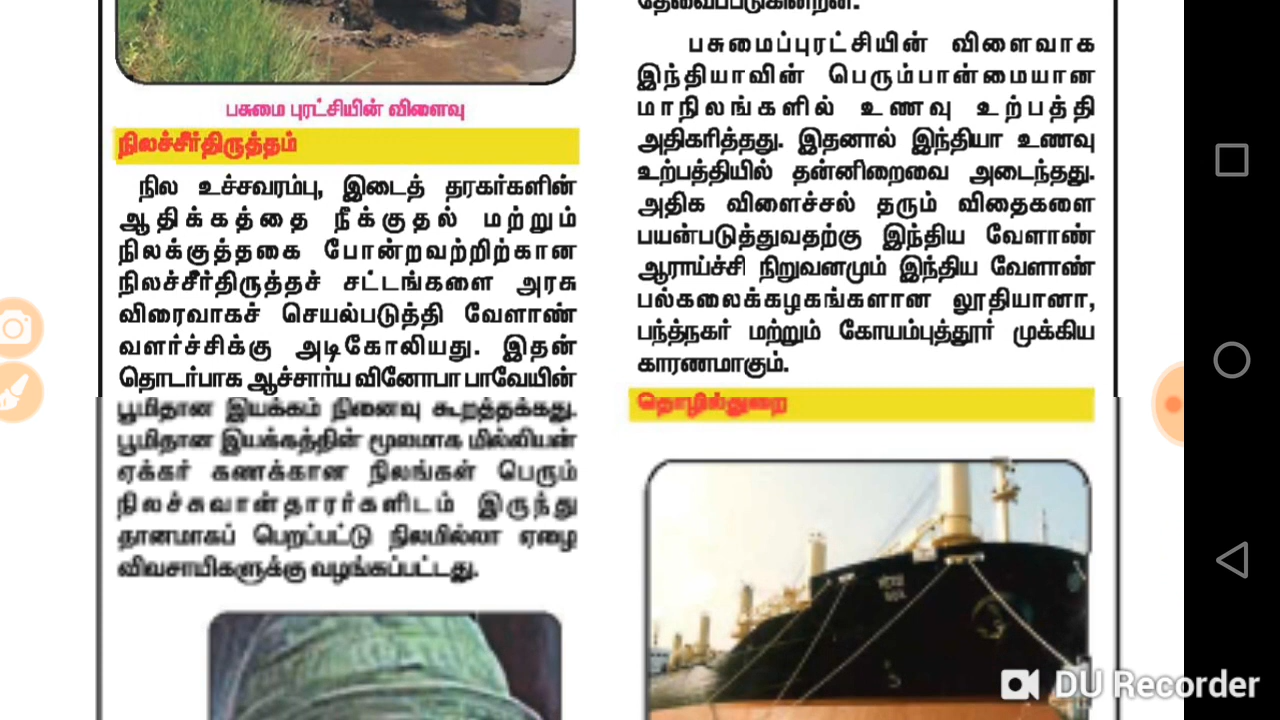 பசுமை புரட்சியின் விளைவு
நிலச்சீர்திருத்தம்
நில உச்சவரம்பு, இடைத் தரகர்களின்
ஆதிக்கத்தை நீக்குதல் மற்றும்
நிலக்குத்தகை போன்றவற்றிற்கான
நிலச்சீர்திருத்தச் சட்டங்களை அரசு
விரைவாகச் செயல்படுத்தி வேளாண்
வளர்ச்சிக்கு அடிகோலியது. இதன்
தொடர்பாக ஆச்சார்ய வினோபா பாவேயின்
பூமிதான இயக்கம் நினைவு கூறத்தக்கது.
பூமிதான இயக்கத்தின் மூலமாக மில்லியன்
ஏக்கர் கணக்கான நிலங்கள் பெரும்
நிலச்சுவான்தாரர்களிடம் இருந்து
தானமாகப் பெறப்பட்டு நிலமில்லா ஏழை
விவசாயிகளுக்கு வழங்கப்பட்டது.
தேவைப்படுகின்றன.
பசுமைப்புரட்சியின் விளைவாக
இந்தியாவின் பெரும்பான்மையான
மாநிலங்களில் உணவு உற்பத்தி
அதிகரித்தது. இதனால் இந்தியா உணவு
உற்பத்தியில் தன்னிறைவை அடைந்தது.
அதிக விளைச்சல் தரும் விதைகளை
பயன்படுத்துவதற்கு இந்திய வேளாண்
ஆராய்ச்சி நிறுவனமும் இந்திய வேளாண்
பல்கலைக்கழகங்களான லூதியானா,
பந்த்நகர் மற்றும் கோயம்புத்தூர் முக்கிய
காரணமாகும்.
தொழில்துறை
DU Recorder